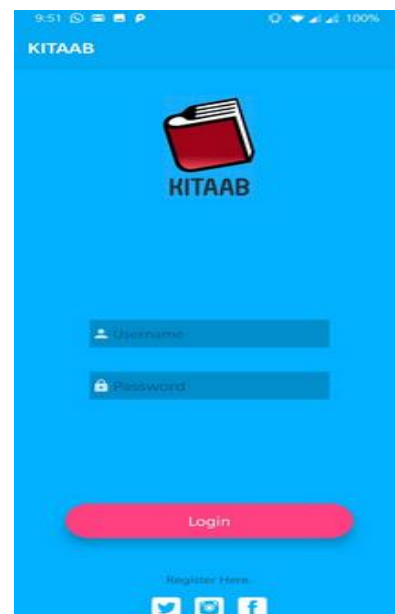 9:51 100%
KITAAB
KITAAB
Username
Password
Login
Register Here.